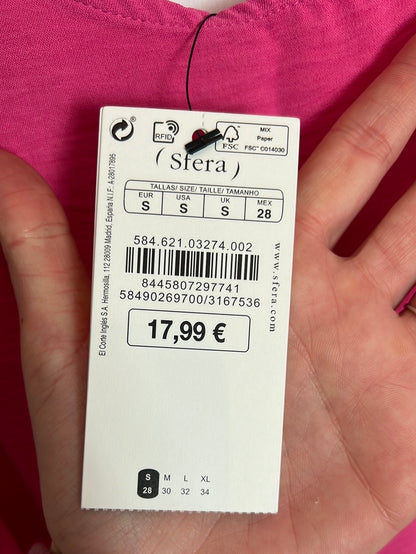 RFID
FSC
MIX
Paper
FSC® C014030
( Sfera )
TALLAS/ SIZE/ TAILLE/ TAMANHO
EUR USA UK MEX
S S S 28
584.621.03274.002
8445807297741
58490269700/3167536
17,99 €
www.sfera.com
El Corte Inglés S.A. Hermosilla, 112 28009 Madrid, España N.I.F.: A-28017895
S M L XL
28 30 32 34